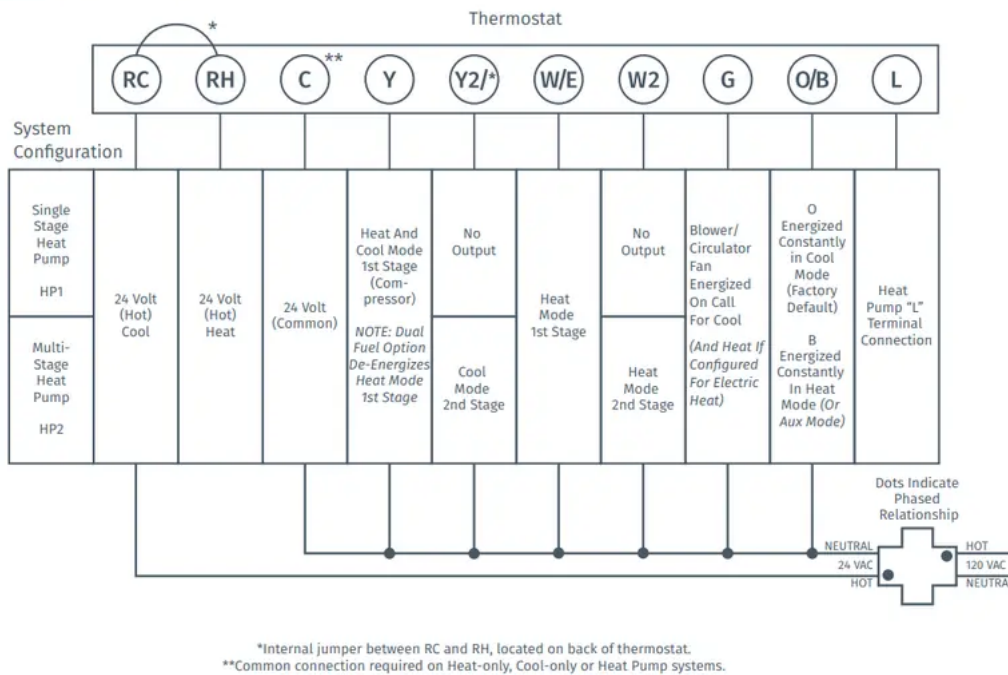 Thermostat
*
**
RC
RH
C
Y
Y2/*
W/E
W2
G
O/B
L
System
Configuration
Single
Stage
Heat
Pump
HP1
Multi-
Stage
Heat
Pump
HP2
24 Volt
(Hot)
Cool
24 Volt
(Hot)
Heat
24 Volt
(Common)
Heat And
Cool Mode
1st Stage
(Com-
pressor)
NOTE: Dual
Fuel Option
De-Energizes
Heat Mode
1st Stage
No
Output
Cool
Mode
2nd Stage
Heat
Mode
1st Stage
No
Output
Heat
Mode
2nd Stage
Blower/
Circulator
Fan
Energized
On Call
For Cool
(And Heat If
Configured
For Electric
Heat)
O
Energized
Constantly
in Cool
Mode
(Factory
Default)
B
Energized
Constantly
In Heat
Mode (Or
Aux Mode)
Heat
Pump “L”
Terminal
Connection
Dots Indicate
Phased
Relationship
NEUTRAL
24 VAC
HOT
HOT
120 VAC
NEUTRA
*Internal jumper between RC and RH, located on back of thermostat.
**Common connection required on Heat-only, Cool-only or Heat Pump systems.